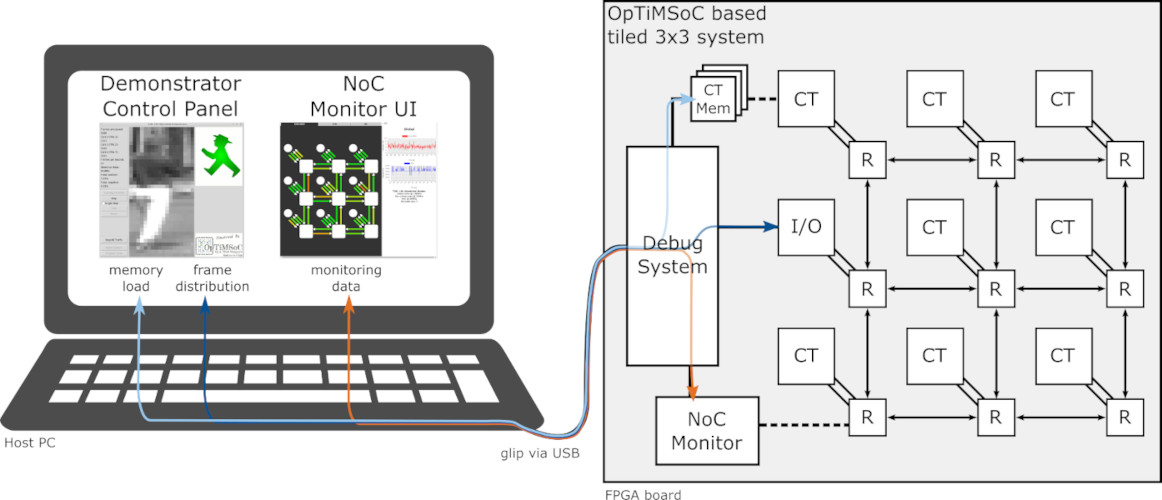 Demonstrator
Control Panel
NoC
Monitor UI
OpTiMSoC
memory
load
frame
distribution
monitoring
data
Host PC
glip via USB
OpTiMSoC based
tiled 3x3 system
CT
Mem
CT
CT
CT
R
R
R
Debug
System
I/O
CT
CT
R
R
R
CT
CT
CT
NoC
Monitor
R
R
R
FPGA board